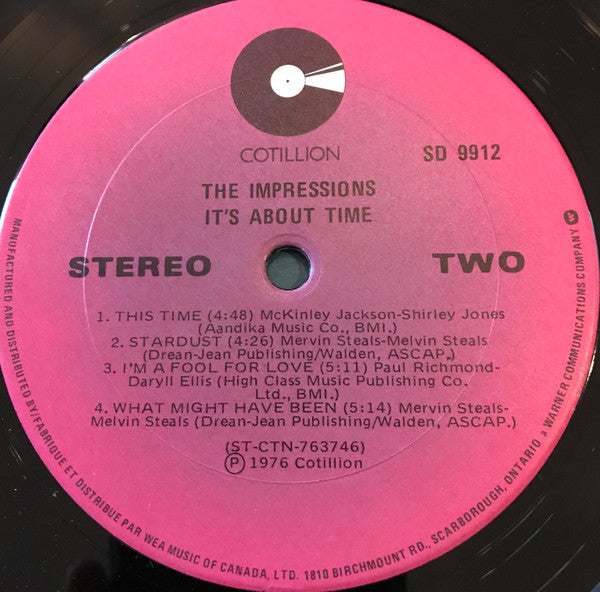 COTILLION
SD 9912
THE IMPRESSIONS
IT'S ABOUT TIME
STEREO
TWO
1. THIS TIME (4:48) McKinley Jackson-Shirley Jones
(Aandika Music Co., BMI.)
2. STARDUST (4:26) Mervin Steals-Melvin Steals
(Drean-Jean Publishing/Walden, ASCAP.)
3. I'M A FOOL FOR LOVE (5:11) Paul Richmond-
Daryll Ellis (High Class Music Publishing Co.
Ltd., BMI.)
4. WHAT MIGHT HAVE BEEN (5:14) Mervin Steals-
Melvin Steals (Drean-Jean Publishing/Walden, ASCAP.)
(ST-CTN-763746)
Ⓟ 1976 Cotillion
MANUFACTURED AND DISTRIBUTED BY/FABRIQUE ET DISTRIBUE PAR WEA MUSIC OF CANADA, LTD. 1810 BIRCHMOUNT RD., SCARBOROUGH, ONTARIO a WARNER COMMUNICATIONS COMPANY